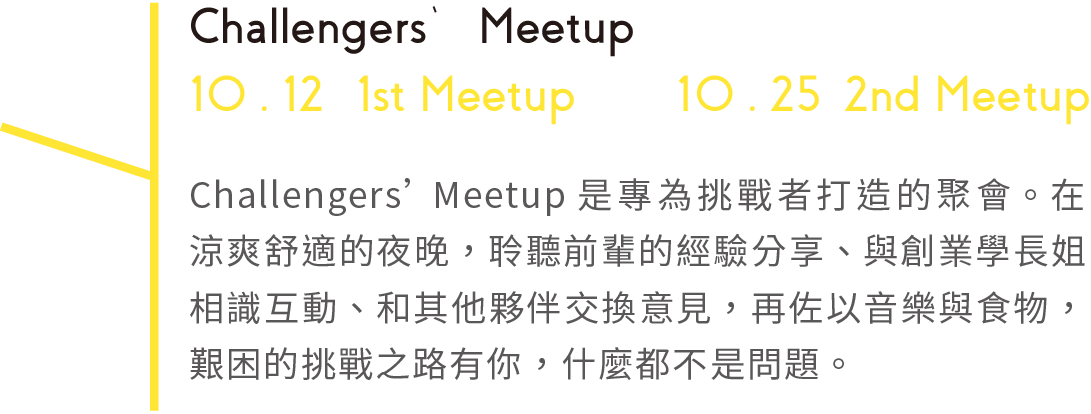 Challengers‵ Meetup
10 . 12 1st Meetup 10 . 25 2nd Meetup
Challengers’ Meetup 是專為挑戰者打造的聚會。在
涼爽舒適的夜晚，聆聽前輩的經驗分享、與創業學長姐
相識互動、和其他夥伴交換意見，再佐以音樂與食物，
艱困的挑戰之路有你，什麼都不是問題。